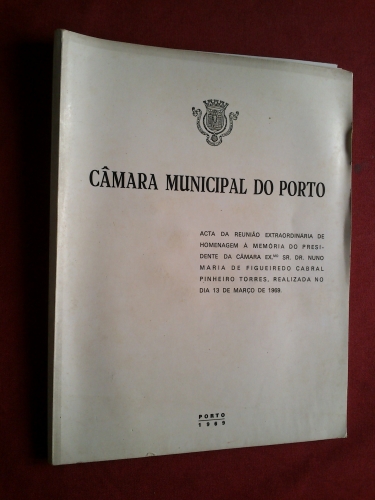 CÂMARA MUNICIPAL DO PORTO
ACTA DA REUNIÃO EXTRAORDINÁRIA DE
HOMENAGEM À MEMÓRIA DO PRESI-
DENTE DA CÂMARA EX.MO SR. DR. NUNO
MARIA DE FIGUEIREDO CABRAL
PINHEIRO TORRES, REALIZADA NO
DIA 13 DE MARÇO DE 1969
PORTO
1969